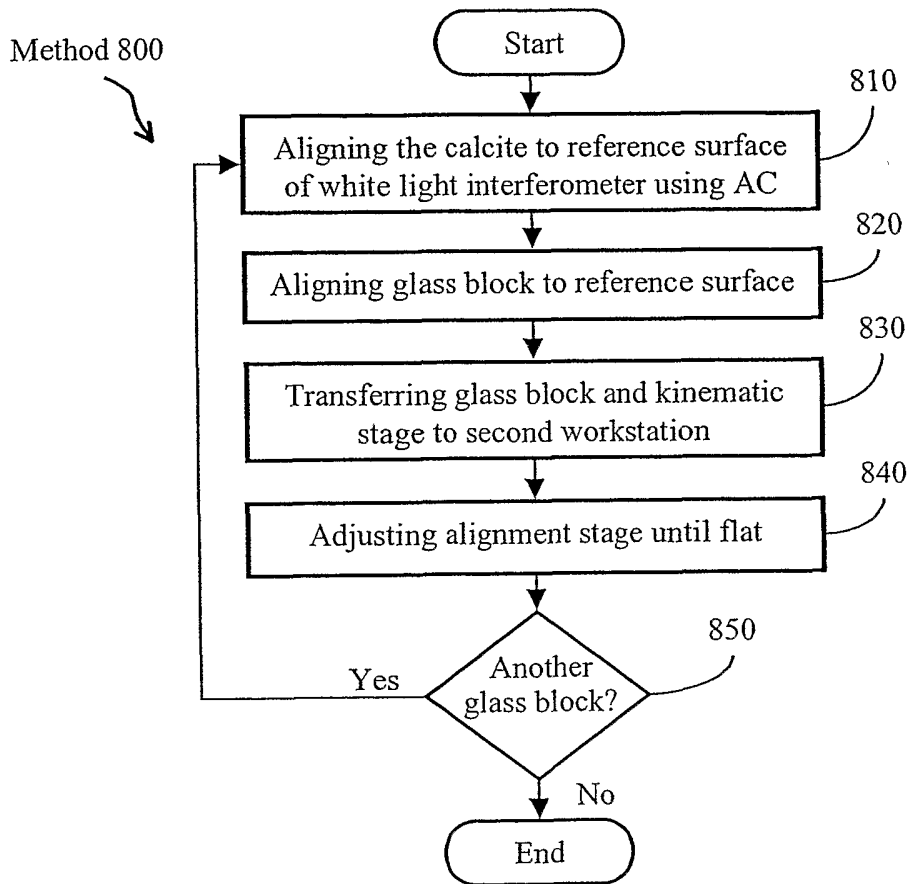 Start
Method 800
810
Aligning the calcite to reference surface
of white light interferometer using AC
820
Aligning glass block to reference surface
830
Transferring glass block and kinematic
stage to second workstation
840
Adjusting alignment stage until flat
850
Another
glass block?
Yes
No
End